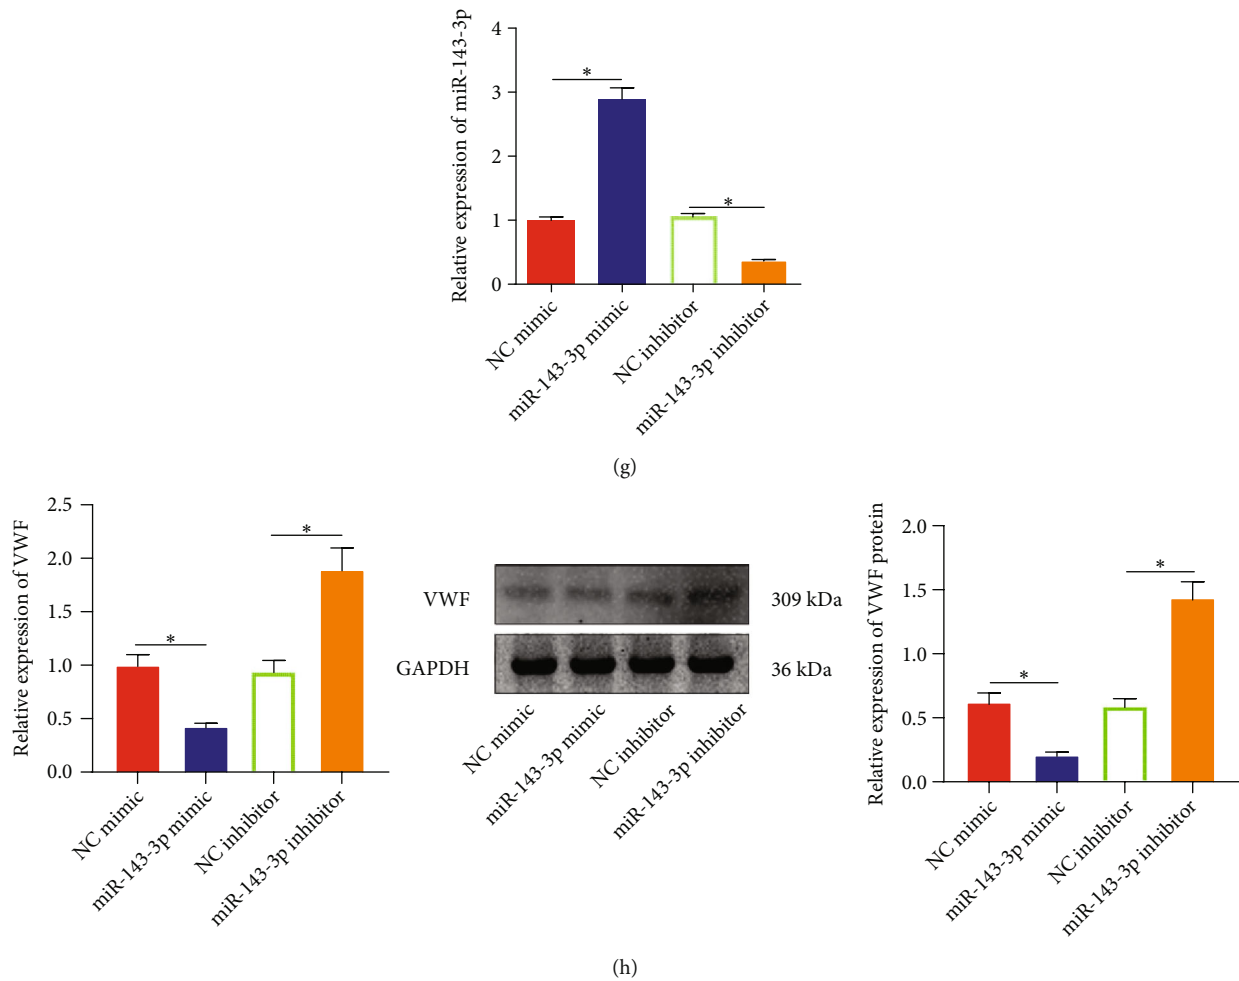 Relative expression of miR-143-3p
4
3
2
1
0
*
*
NC mimic
miR-143-3p mimic
NC inhibitor
miR-143-3p inhibitor
(g)
Relative expression of VWF
2.5
2.0
1.5
1.0
0.5
0.0
*
*
NC mimic
miR-143-3p mimic
NC inhibitor
miR-143-3p inhibitor
VWF
309 kDa
GAPDH
36 kDa
NC mimic
miR-143-3p mimic
NC inhibitor
miR-143-3p inhibitor
Relative expression of VWF protein
2.0
1.5
1.0
0.5
0.0
*
*
NC mimic
miR-143-3p mimic
NC inhibitor
miR-143-3p inhibitor
(h)